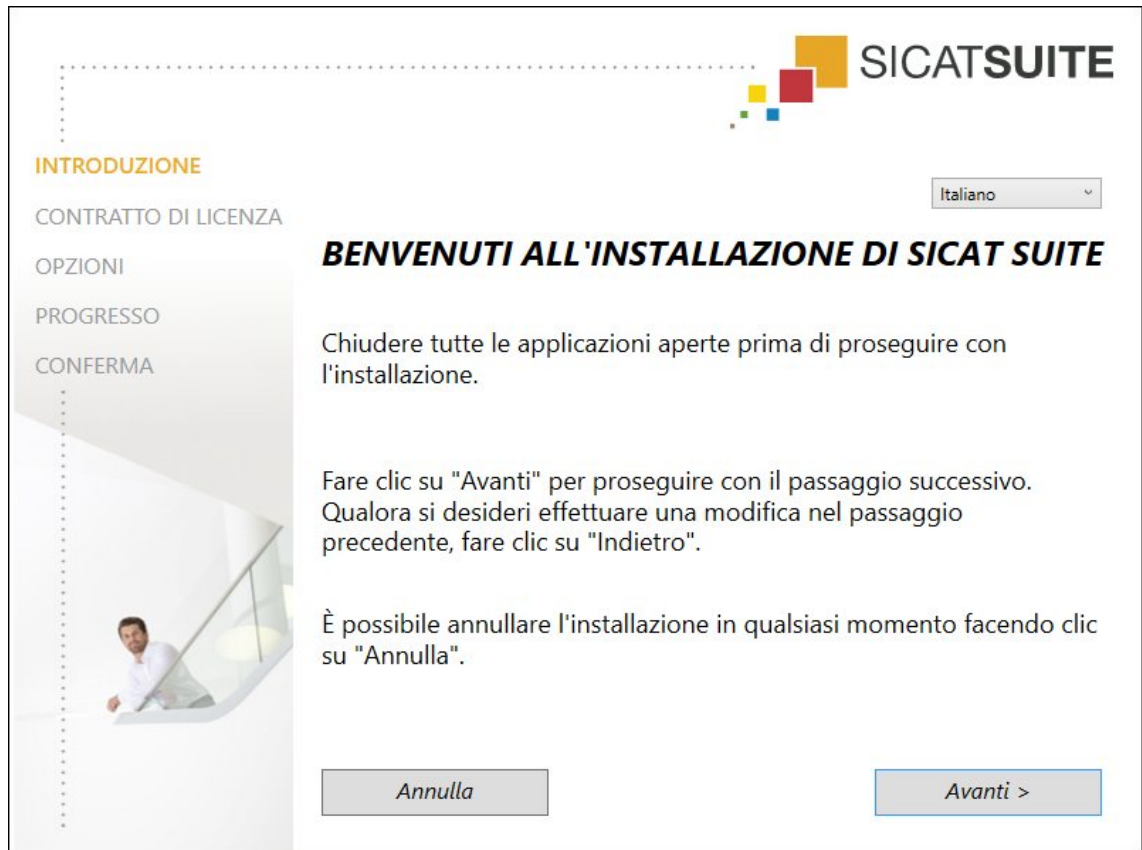 SICATSUITE
INTRODUZIONE
CONTRATTO DI LICENZA
OPZIONI
PROGRESSO
CONFERMA
Italiano
BENVENUTI ALL'INSTALLAZIONE DI SICAT SUITE
Chiudere tutte le applicazioni aperte prima di proseguire con
l'installazione.
Fare clic su "Avanti" per proseguire con il passaggio successivo.
Qualora si desideri effettuare una modifica nel passaggio
precedente, fare clic su "Indietro".
È possibile annullare l'installazione in qualsiasi momento facendo clic
su "Annulla".
Annulla
Avanti >